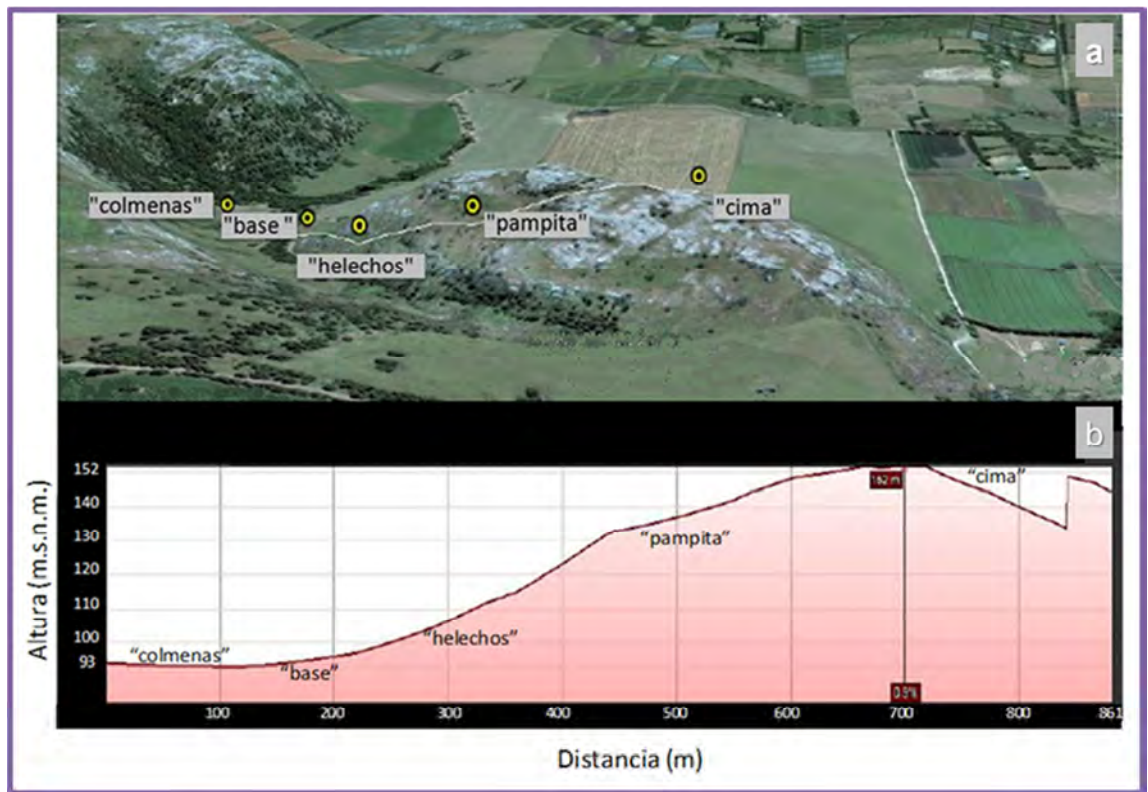 a
"colmenas"
"base "
"helechos"
"pampita"
"cima"
b
Altura (m.s.n.m.)
152
140
130
120
110
100
93
"colmenas"
"base"
"helechos"
"pampita"
152 m
"cima"
0.9%
100 200 300 400 500 600 700 800 861
Distancia (m)